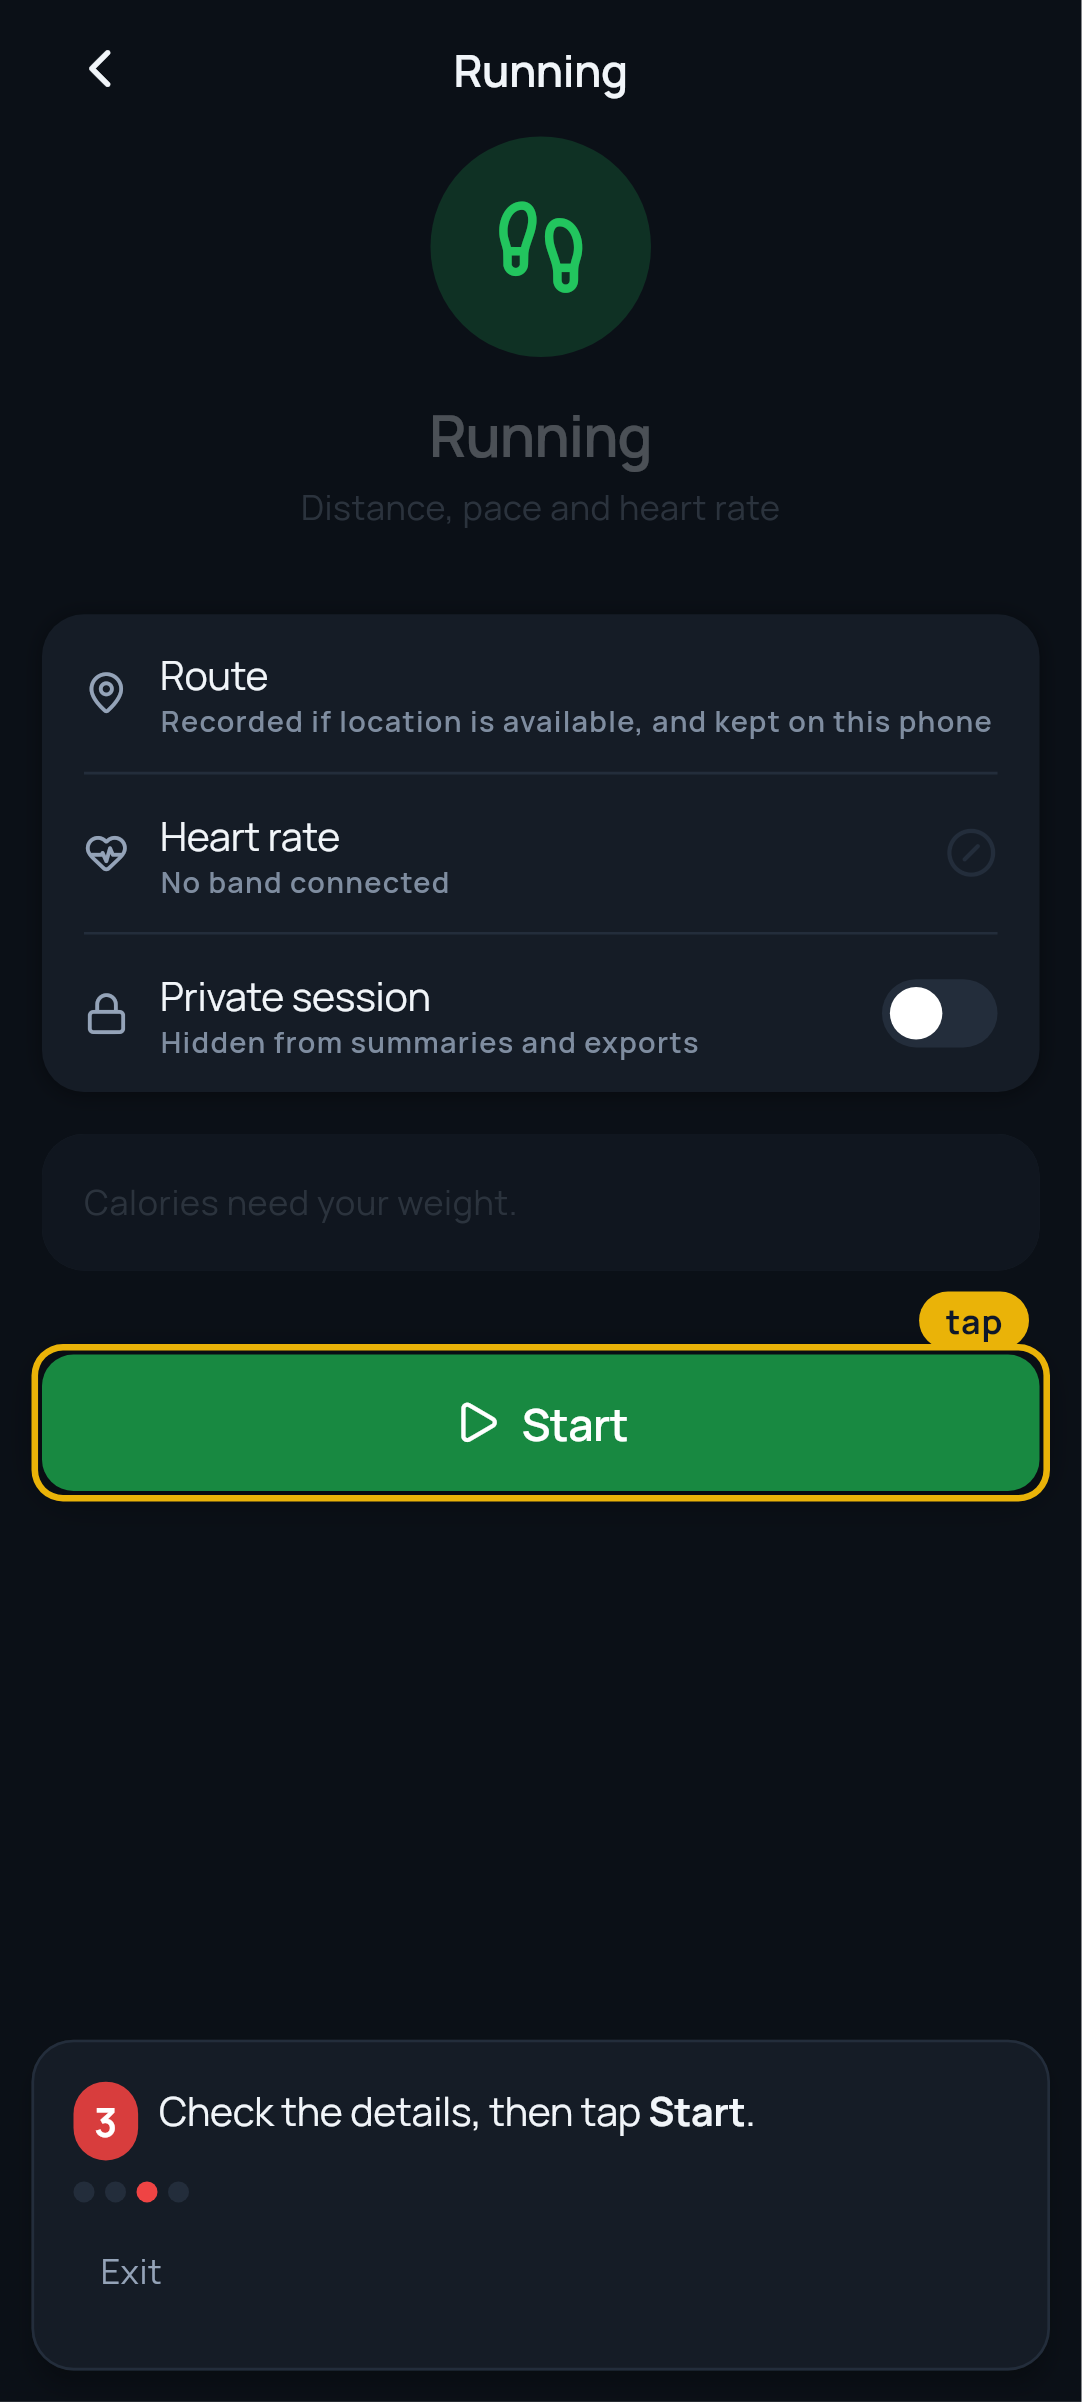 Running
Running
Distance, pace and heart rate
Route
Recorded if location is available, and kept on this phone
Heart rate
No band connected
Private session
Hidden from summaries and exports
Calories need your weight.
tap
Start
3 Check the details, then tap Start.
Exit